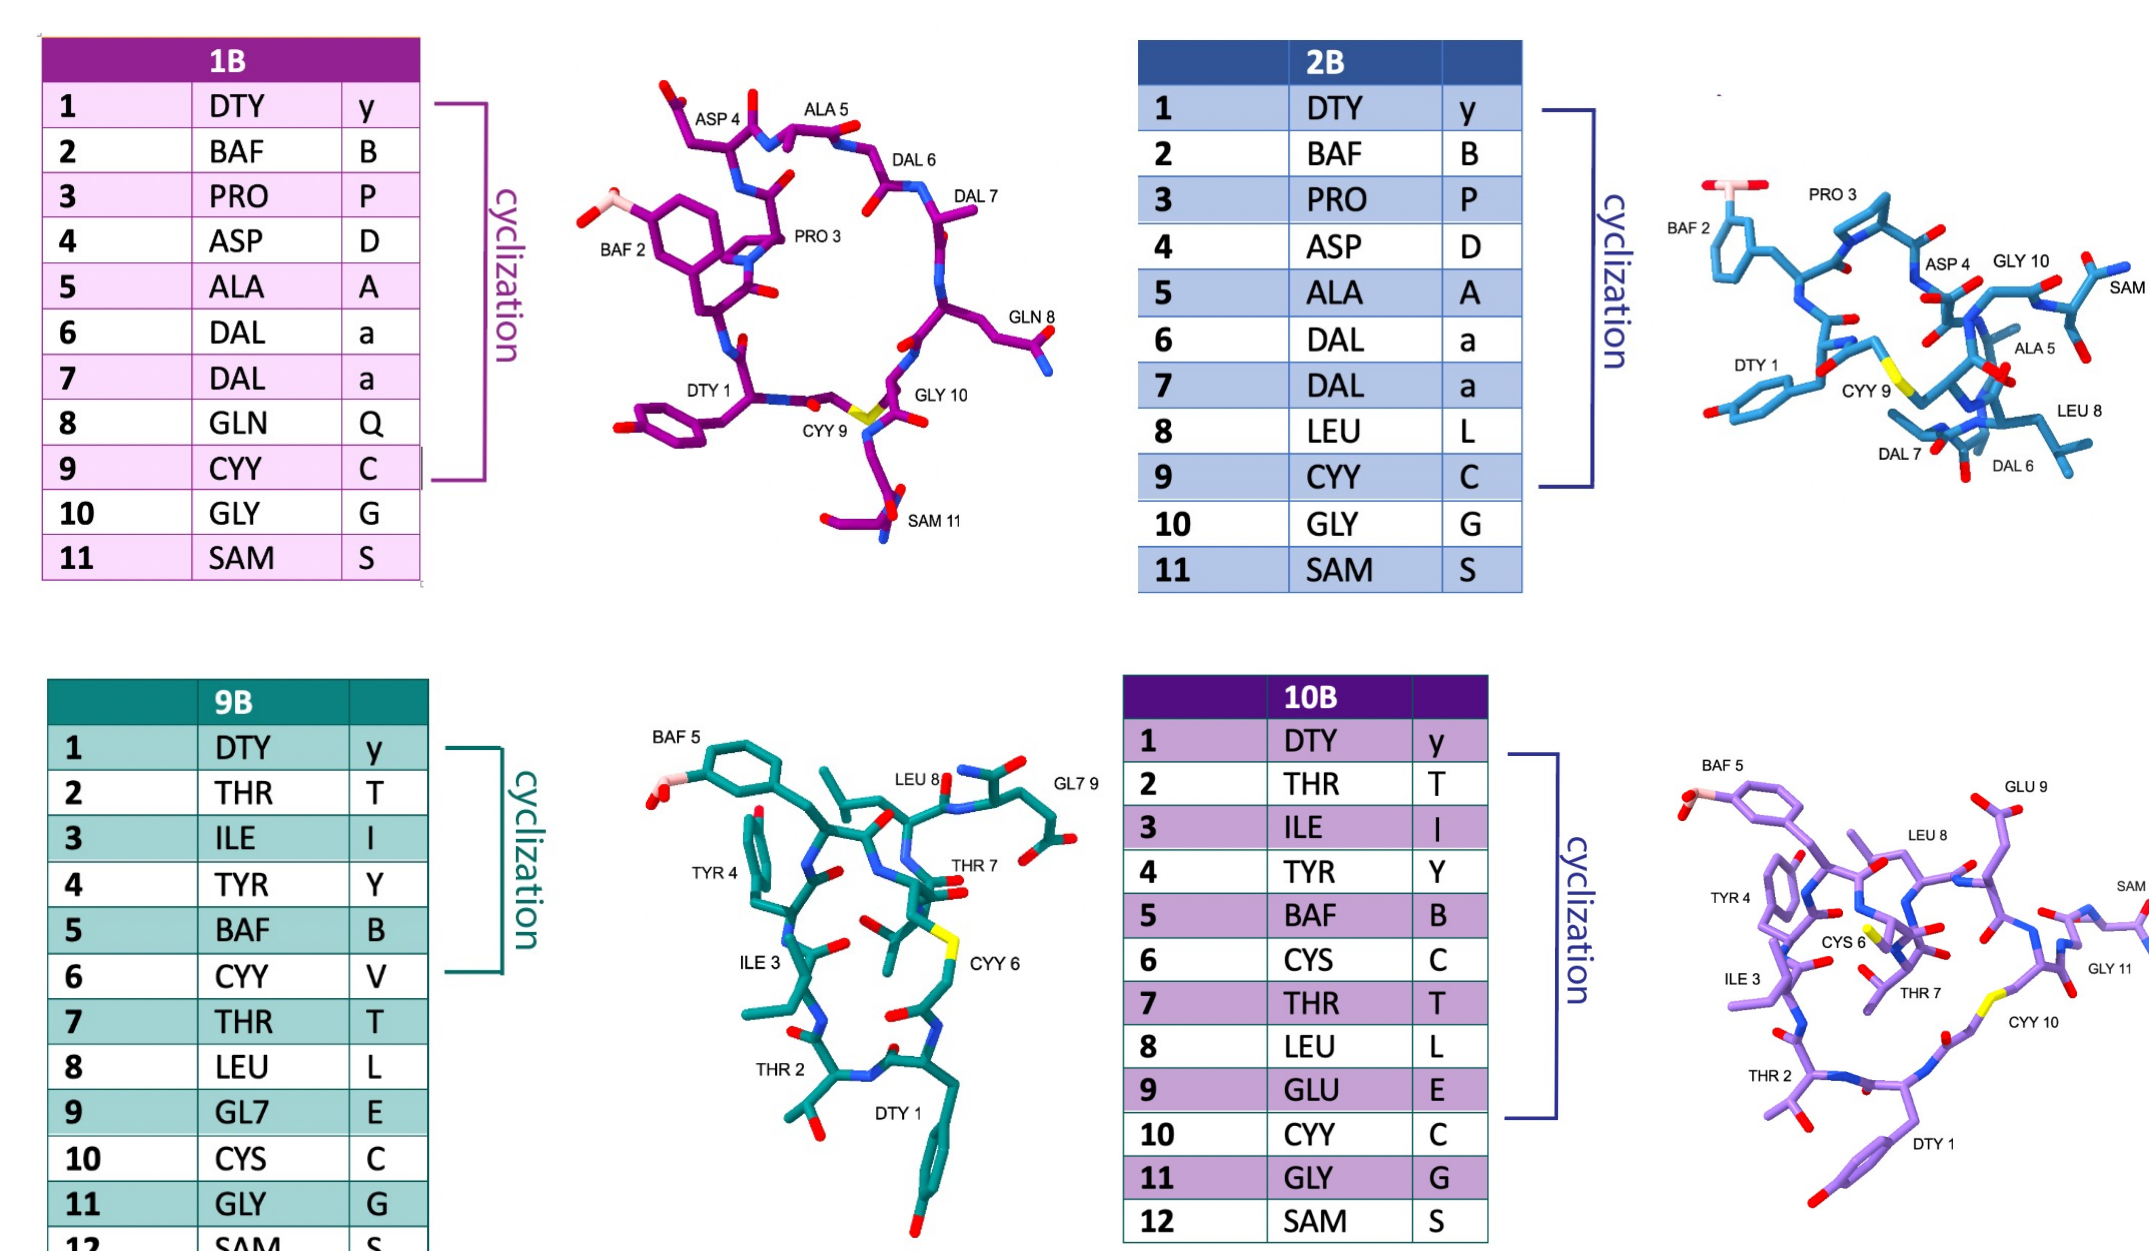 1B
1 DTY y
2 BAF B
3 PRO P
4 ASP D
5 ALA A
6 DAL a
7 DAL a
8 GLN Q
9 CYY C
10 GLY G
11 SAM S
cyclization
ASP 4
ALA 5
DAL 6
DAL 7
BAF 2
PRO 3
GLN 8
DTY 1
GLY 10
CYY 9
SAM 11
2B
1 DTY y
2 BAF B
3 PRO P
4 ASP D
5 ALA A
6 DAL a
7 DAL a
8 LEU L
9 CYY C
10 GLY G
11 SAM S
cyclization
PRO 3
BAF 2
ASP 4
GLY 10
SAM
ALA 5
DTY 1
CYY 9
LEU 8
DAL 7
DAL 6
9B
1 DTY y
2 THR T
3 ILE I
4 TYR Y
5 BAF B
6 CYY V
7 THR T
8 LEU L
9 GL7 E
10 CYS C
11 GLY G
12 SAM S
cyclization
BAF 5
LEU 8
GL7 9
TYR 4
THR 7
ILE 3
CYY 6
THR 2
DTY 1
10B
1 DTY y
2 THR T
3 ILE I
4 TYR Y
5 BAF B
6 CYS C
7 THR T
8 LEU L
9 GLU E
10 CYY C
11 GLY G
12 SAM S
cyclization
BAF 5
GLU 9
LEU 8
TYR 4
SAM
CYS 6
ILE 3
THR 7
GLY 11
CYY 10
THR 2
DTY 1